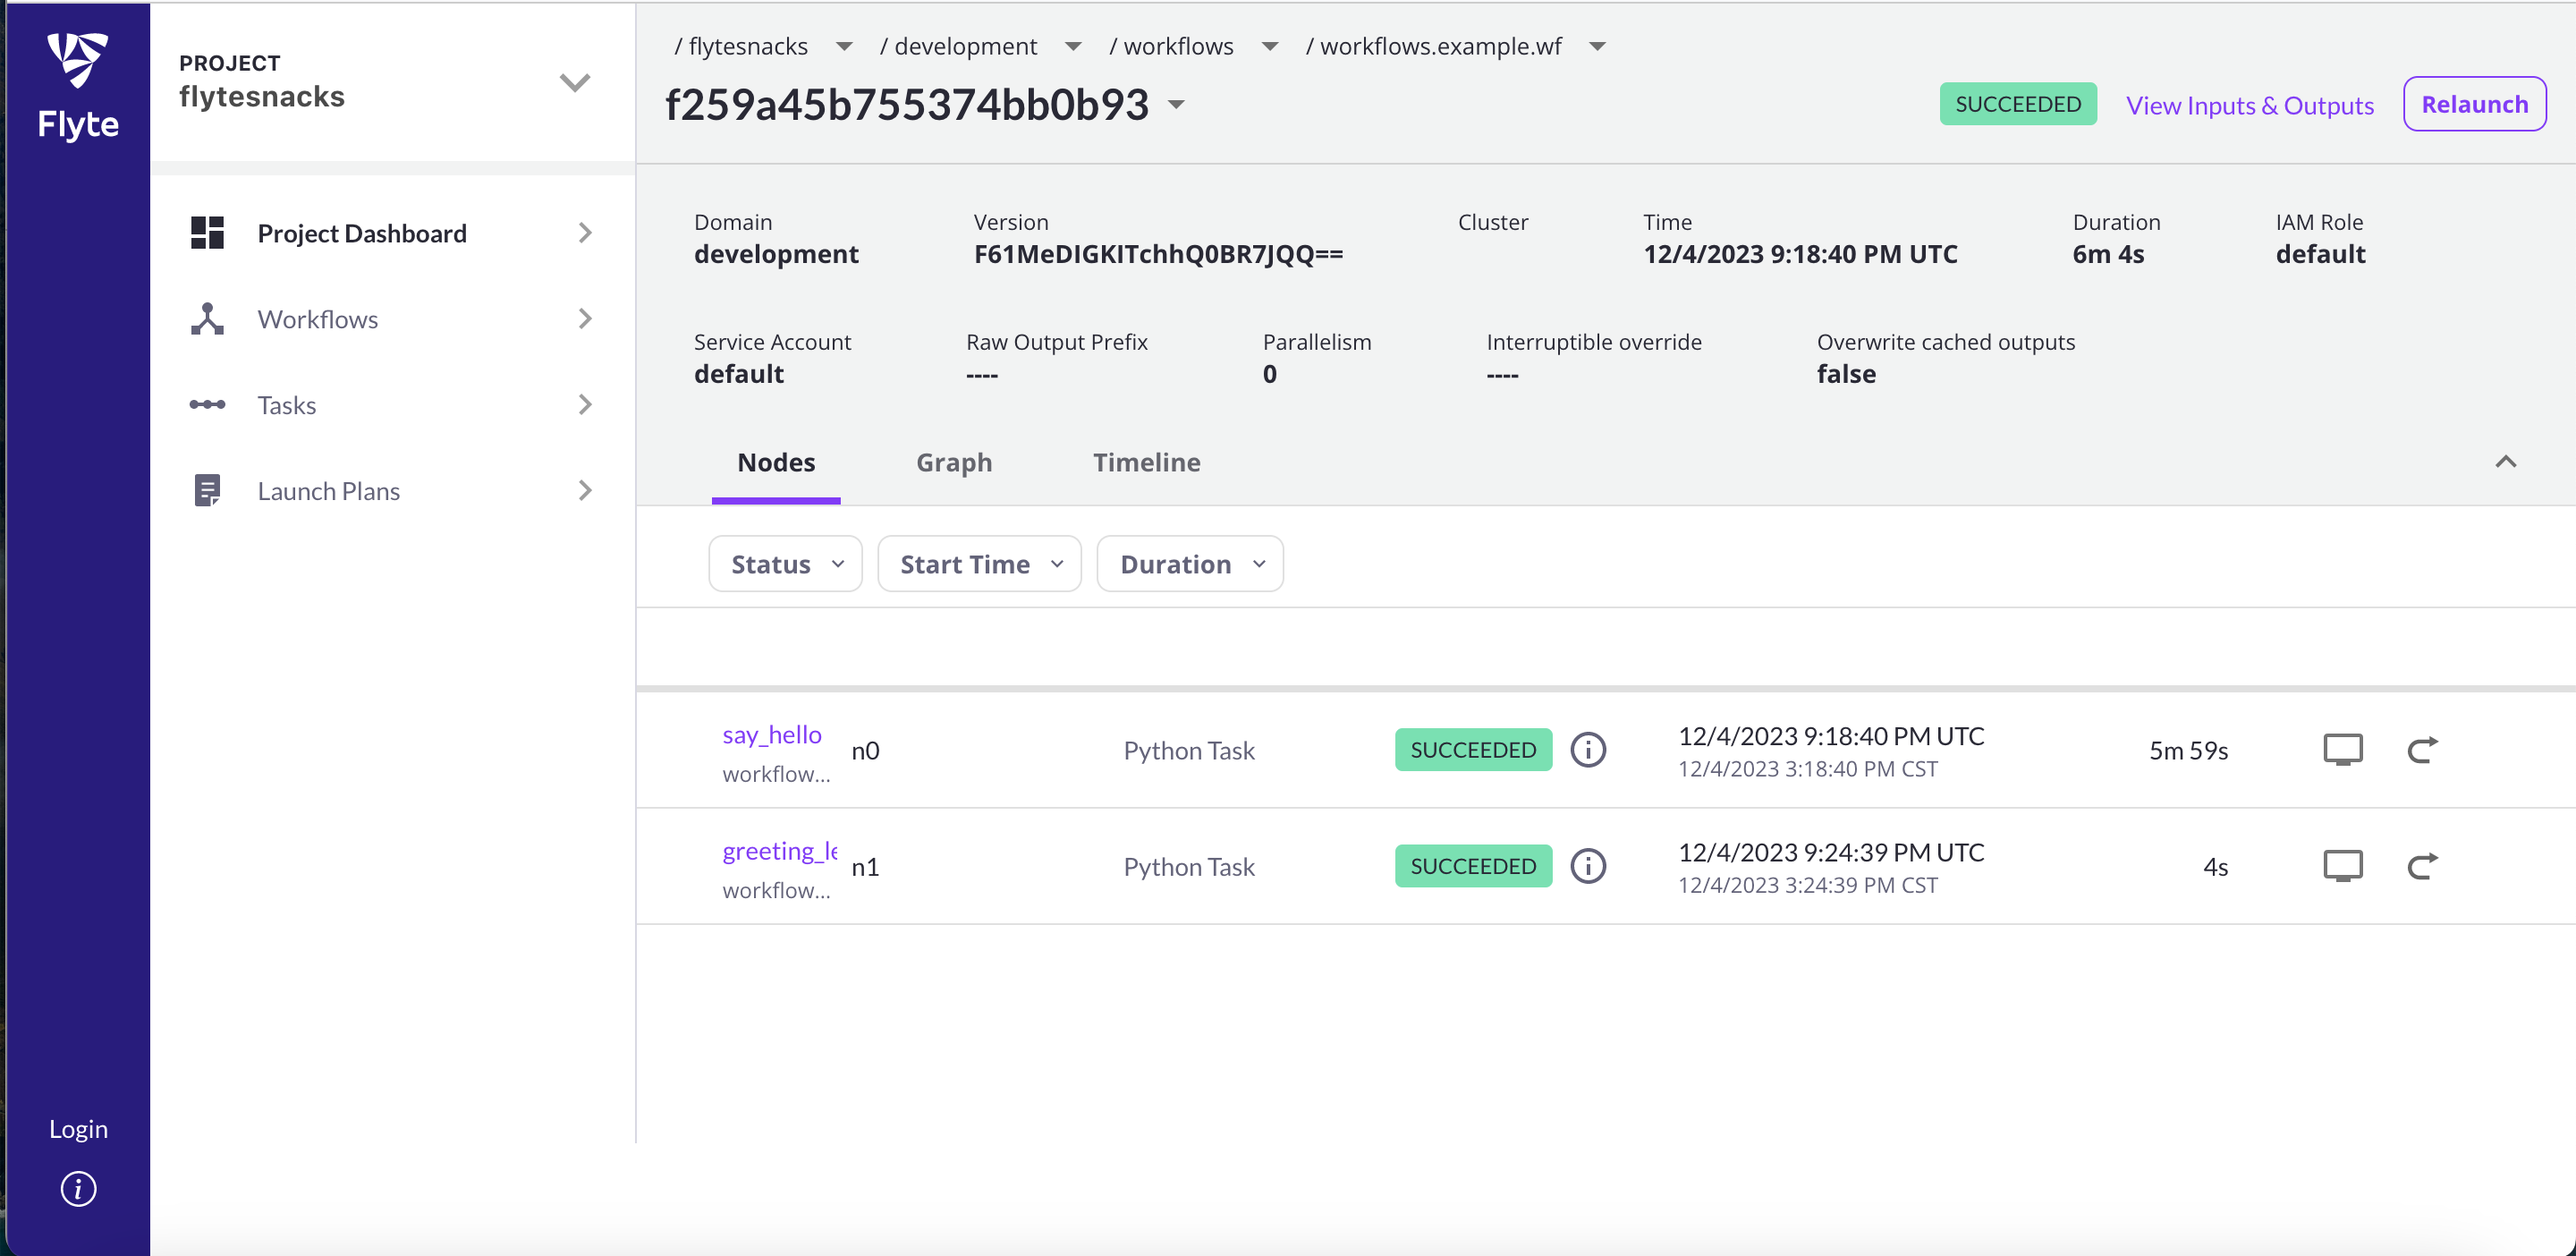 Flyte
PROJECT
flytesnacks
Project Dashboard
Workflows
Tasks
Launch Plans
Login
/ flytesnacks / development / workflows / workflows.example.wf
f259a45b755374bb0b93
SUCCEEDED View Inputs & Outputs Relaunch
Domain Version Cluster Time Duration IAM Role
development F61MeDIGKITchhQ0BR7JQQ== 12/4/2023 9:18:40 PM UTC 6m 4s default
Service Account Raw Output Prefix Parallelism Interruptible override Overwrite cached outputs
default ---- 0 ---- false
Nodes Graph Timeline
Status Start Time Duration
say_hello n0 Python Task SUCCEEDED 12/4/2023 9:18:40 PM UTC 5m 59s
workflow... 12/4/2023 3:18:40 PM CST
greeting_le n1 Python Task SUCCEEDED 12/4/2023 9:24:39 PM UTC 4s
workflow... 12/4/2023 3:24:39 PM CST